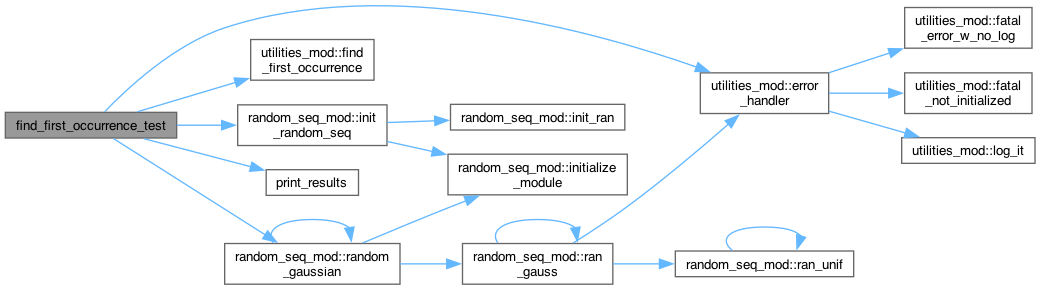 find_first_occurrence_test
utilities_mod::find
_first_occurrence
random_seq_mod::init
_random_seq
print_results
random_seq_mod::random
_gaussian
random_seq_mod::init_ran
random_seq_mod::initialize
_module
random_seq_mod::ran
_gauss
utilities_mod::error
_handler
random_seq_mod::ran_unif
utilities_mod::fatal
_error_w_no_log
utilities_mod::fatal
_not_initialized
utilities_mod::log_it